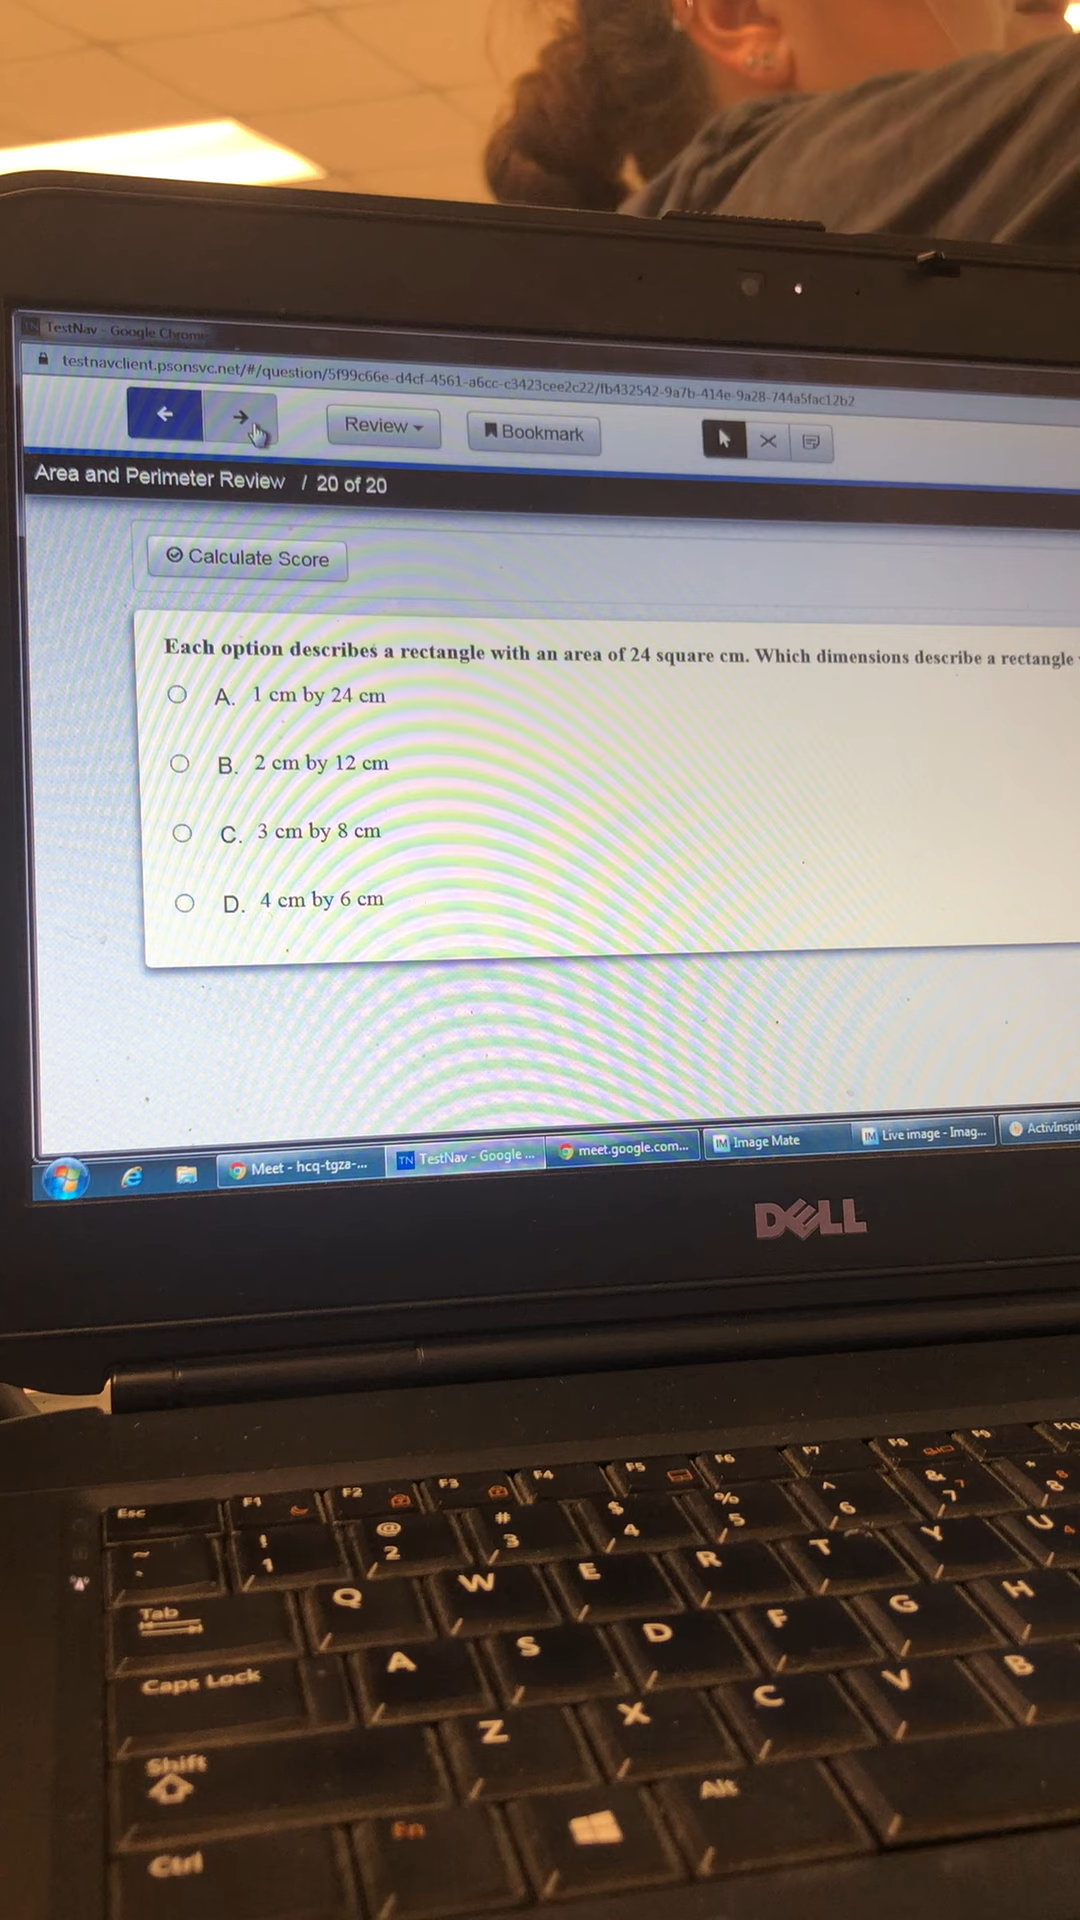 TestNav - Google Chrome
testnavclient.psonsvc.net/#/question/5f99c66e-d4cf-4561-a6cc-c3423cee2c22/fb432542-9a7b-414e-9a28-744a5fac12b2
Review
Bookmark
Area and Perimeter Review / 20 of 20
Calculate Score
Each option describes a rectangle with an area of 24 square cm. Which dimensions describe a rectangle
A. 1 cm by 24 cm
B. 2 cm by 12 cm
C. 3 cm by 8 cm
D. 4 cm by 6 cm
Meet - hcq-tgza-...
TN TestNav - Google ...
meet.google.com...
IM Image Mate
IM Live image - Imag...
ActivInspi
DELL
Esc F1 F2 F3 F4 F5 F6 F7 F8 F9 F10
~ ` ! 1 @ 2 # 3 $ 4 % 5 ^ 6 & 7 * 8
Tab Q W E R T Y U
Caps Lock A S D F G H
Shift Z X C V B
Ctrl Fn Alt